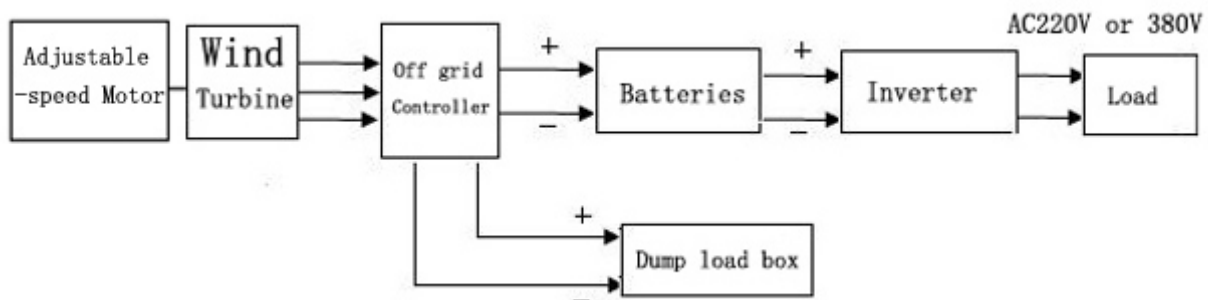 AC220V or 380V
Adjustable
-speed Motor
Wind
Turbine
Off grid
Controller
+
−
Batteries
+
−
Inverter
Load
+
−
Dump load box